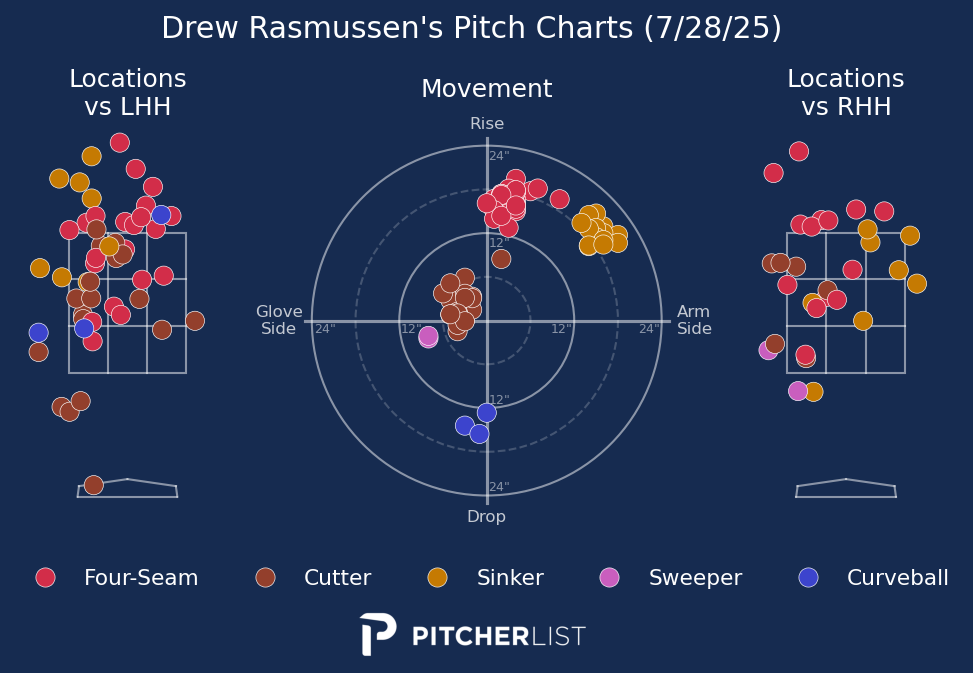 Drew Rasmussen's Pitch Charts (7/28/25)
Locations
vs LHH
Movement
Locations
vs RHH
Rise
24"
12"
Glove
Side
24"
12"
12"
24"
Arm
Side
12"
24"
Drop
Four-Seam
Cutter
Sinker
Sweeper
Curveball
PITCHERLIST